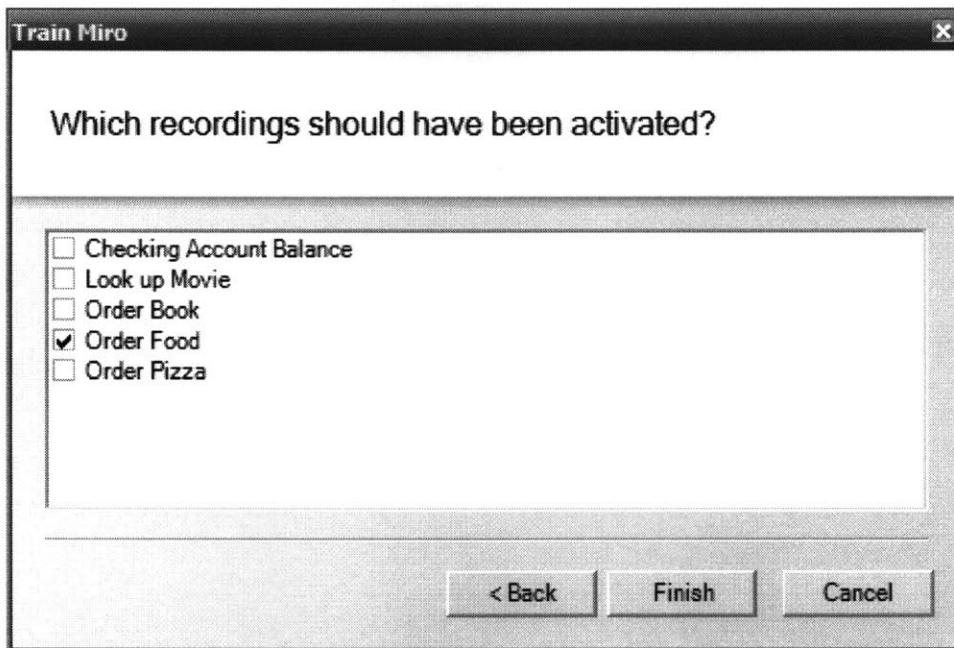 Train Miro
Which recordings should have been activated?
Checking Account Balance
Look up Movie
Order Book
Order Food
Order Pizza
< Back Finish Cancel